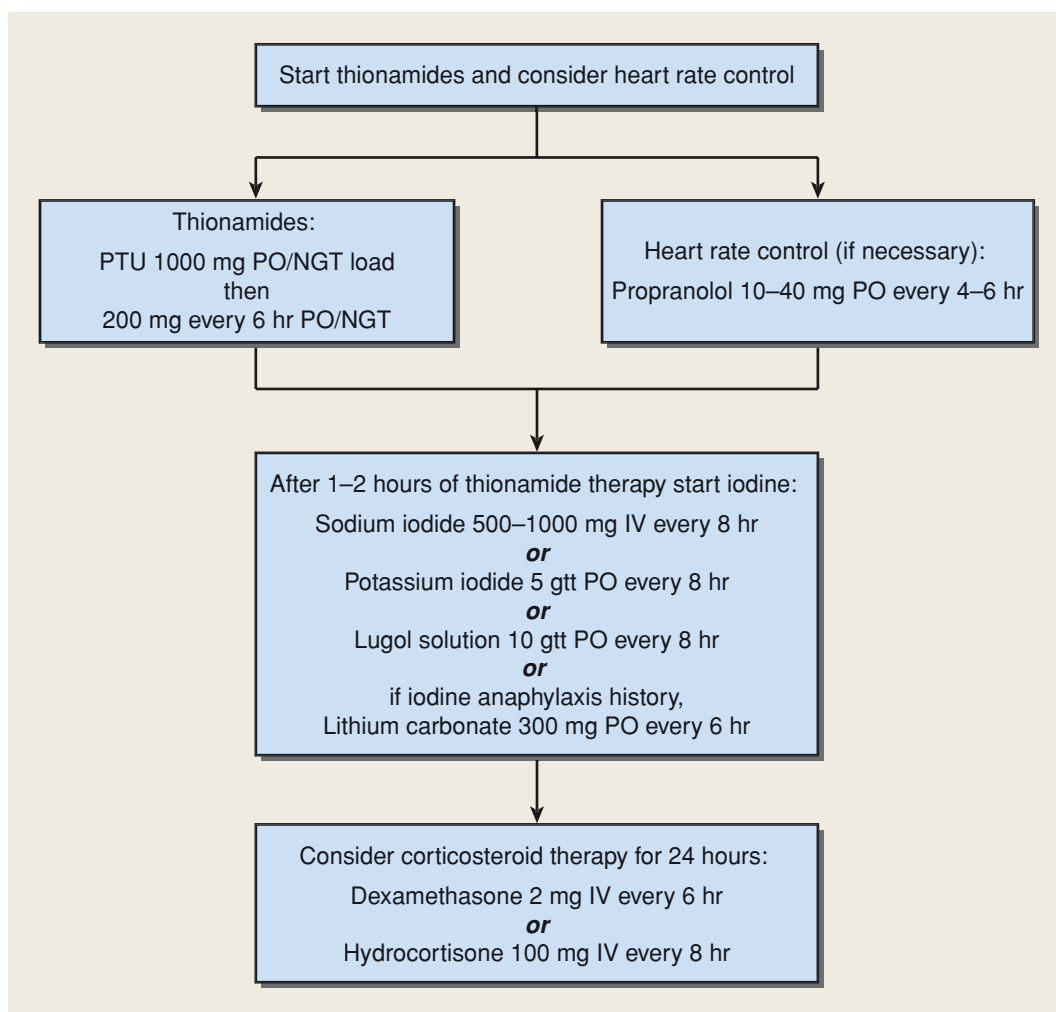 Start thionamides and consider heart rate control
Thionamides:
PTU 1000 mg PO/NGT load
then
200 mg every 6 hr PO/NGT
Heart rate control (if necessary):
Propranolol 10–40 mg PO every 4–6 hr
After 1–2 hours of thionamide therapy start iodine:
Sodium iodide 500–1000 mg IV every 8 hr
or
Potassium iodide 5 gtt PO every 8 hr
or
Lugol solution 10 gtt PO every 8 hr
or
if iodine anaphylaxis history,
Lithium carbonate 300 mg PO every 6 hr
Consider corticosteroid therapy for 24 hours:
Dexamethasone 2 mg IV every 6 hr
or
Hydrocortisone 100 mg IV every 8 hr